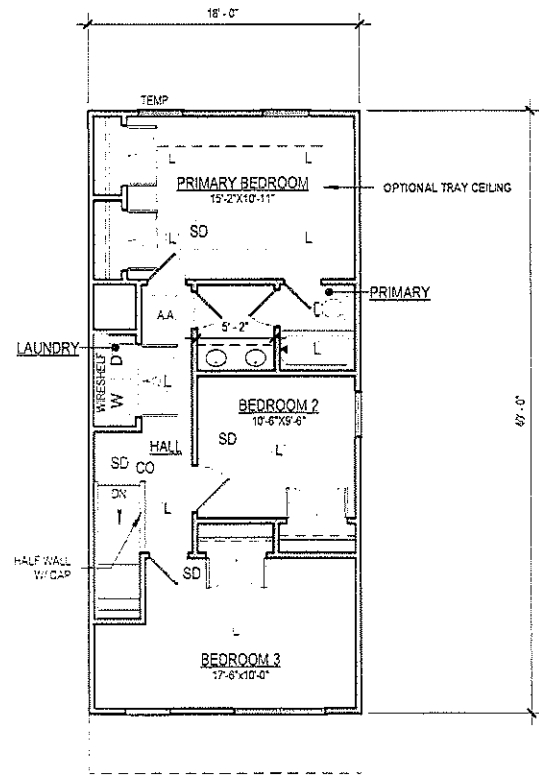 18' - 0"
TEMP
PRIMARY BEDROOM
15'-2"X10'-11"
OPTIONAL TRAY CEILING
L
L
L
L
SD
A.A.
5' - 2"
PRIMARY
L
LAUNDRY
WIRESHELF
D
W
L
BEDROOM 2
10'-6"X9'-6"
SD
L
HALL
SD
CO
DN
L
HALF WALL
W/ CAP
SD
L
BEDROOM 3
17'-6"x10'-0"